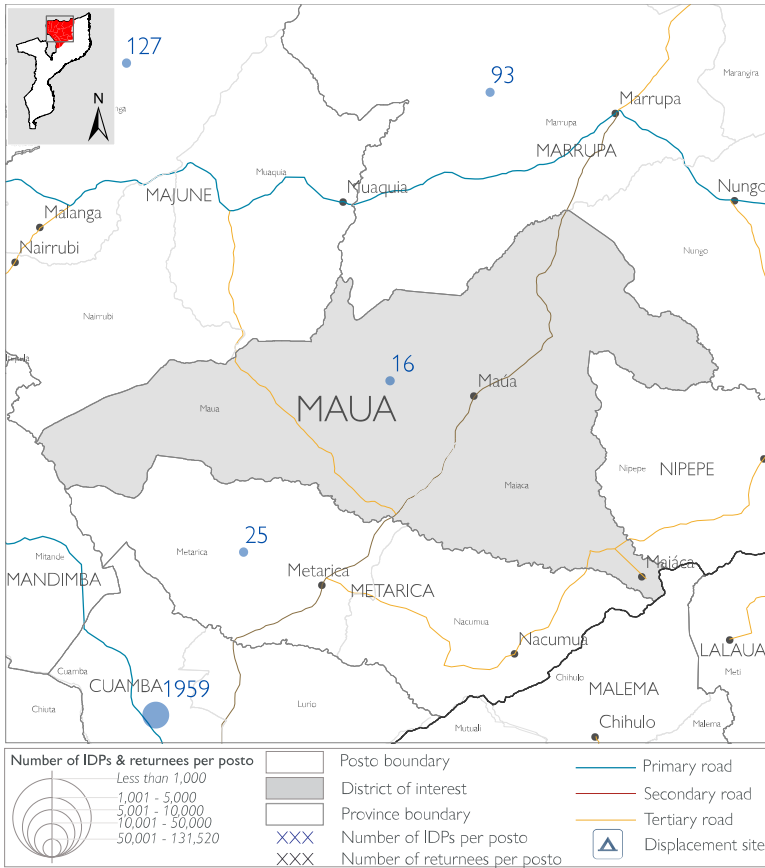 127
N
nga
93
Marangira
Marrupa
Marrupa
MARRUPA
Muaquia
MAJUNE
Muaquia
Nungo
Malanga
Nairrubi
Nungo
Nairrubi
16
Maúa
MAUA
Maua
Nipepe
NIPEPE
Maiaca
25
Metarica
Mitande
MANDIMBA
Metarica
METARICA
Maiáca
Nacumua
Nacumua
LALAUA
Cuamba
CUAMBA
1959
Chihulo
MALEMA
Meti
Chiuta
Lurio
Mutuali
Chihulo
Malema
Number of IDPs & returnees per posto
Less than 1,000
1,001 - 5,000
5,001 - 10,000
10,001 - 50,000
50,001 - 131,520
Posto boundary
District of interest
Province boundary
XXX Number of IDPs per posto
XXX Number of returnees per posto
Primary road
Secondary road
Tertiary road
Displacement site